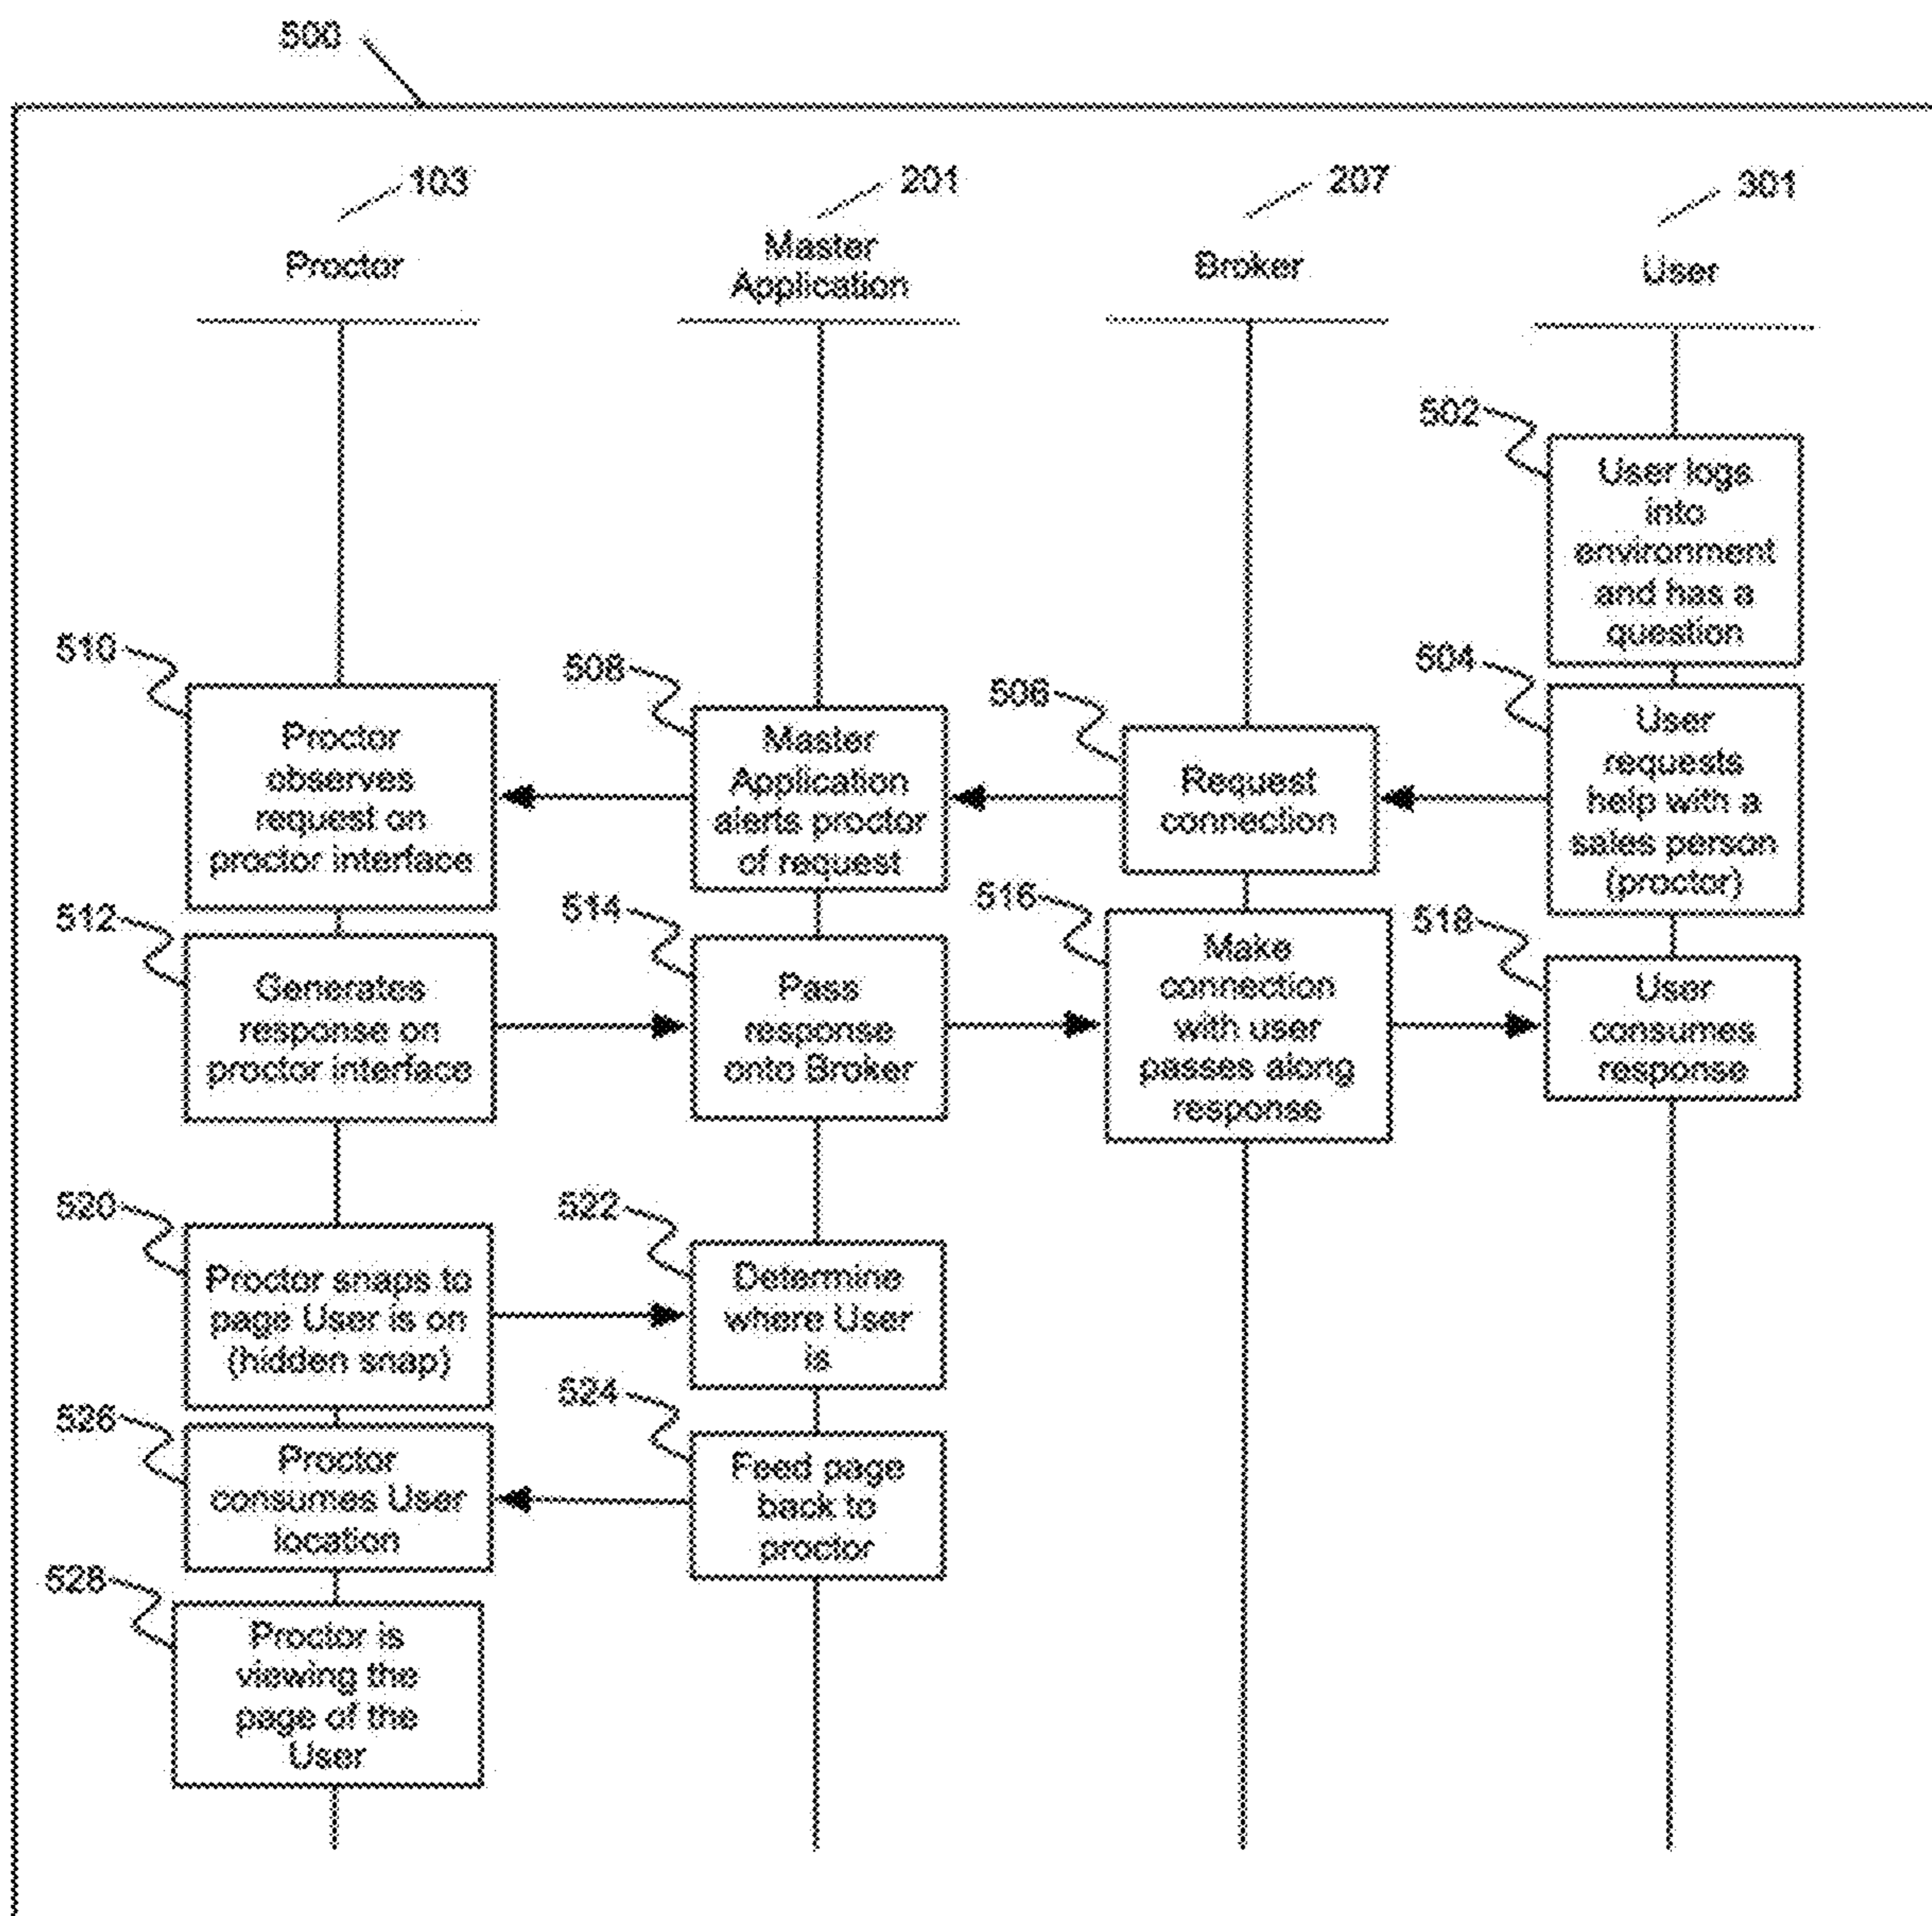 500
103
201
207
301
Proctor
Master
Application
Broker
User
502
User logs
into
environment
and has a
question
504
User
requests
help with a
sales person
(proctor)
506
Request
connection
508
Master
Application
alerts proctor
of request
510
Proctor
observes
request on
proctor interface
512
Generates
response on
proctor interface
514
Pass
response
onto Broker
516
Make
connection
with user
passes along
response
518
User
consumes
response
520
Proctor snaps to
page User is on
(hidden snap)
522
Determine
where User
is
524
Feed page
back to
proctor
526
Proctor
consumes User
location
528
Proctor is
viewing the
page of the
User